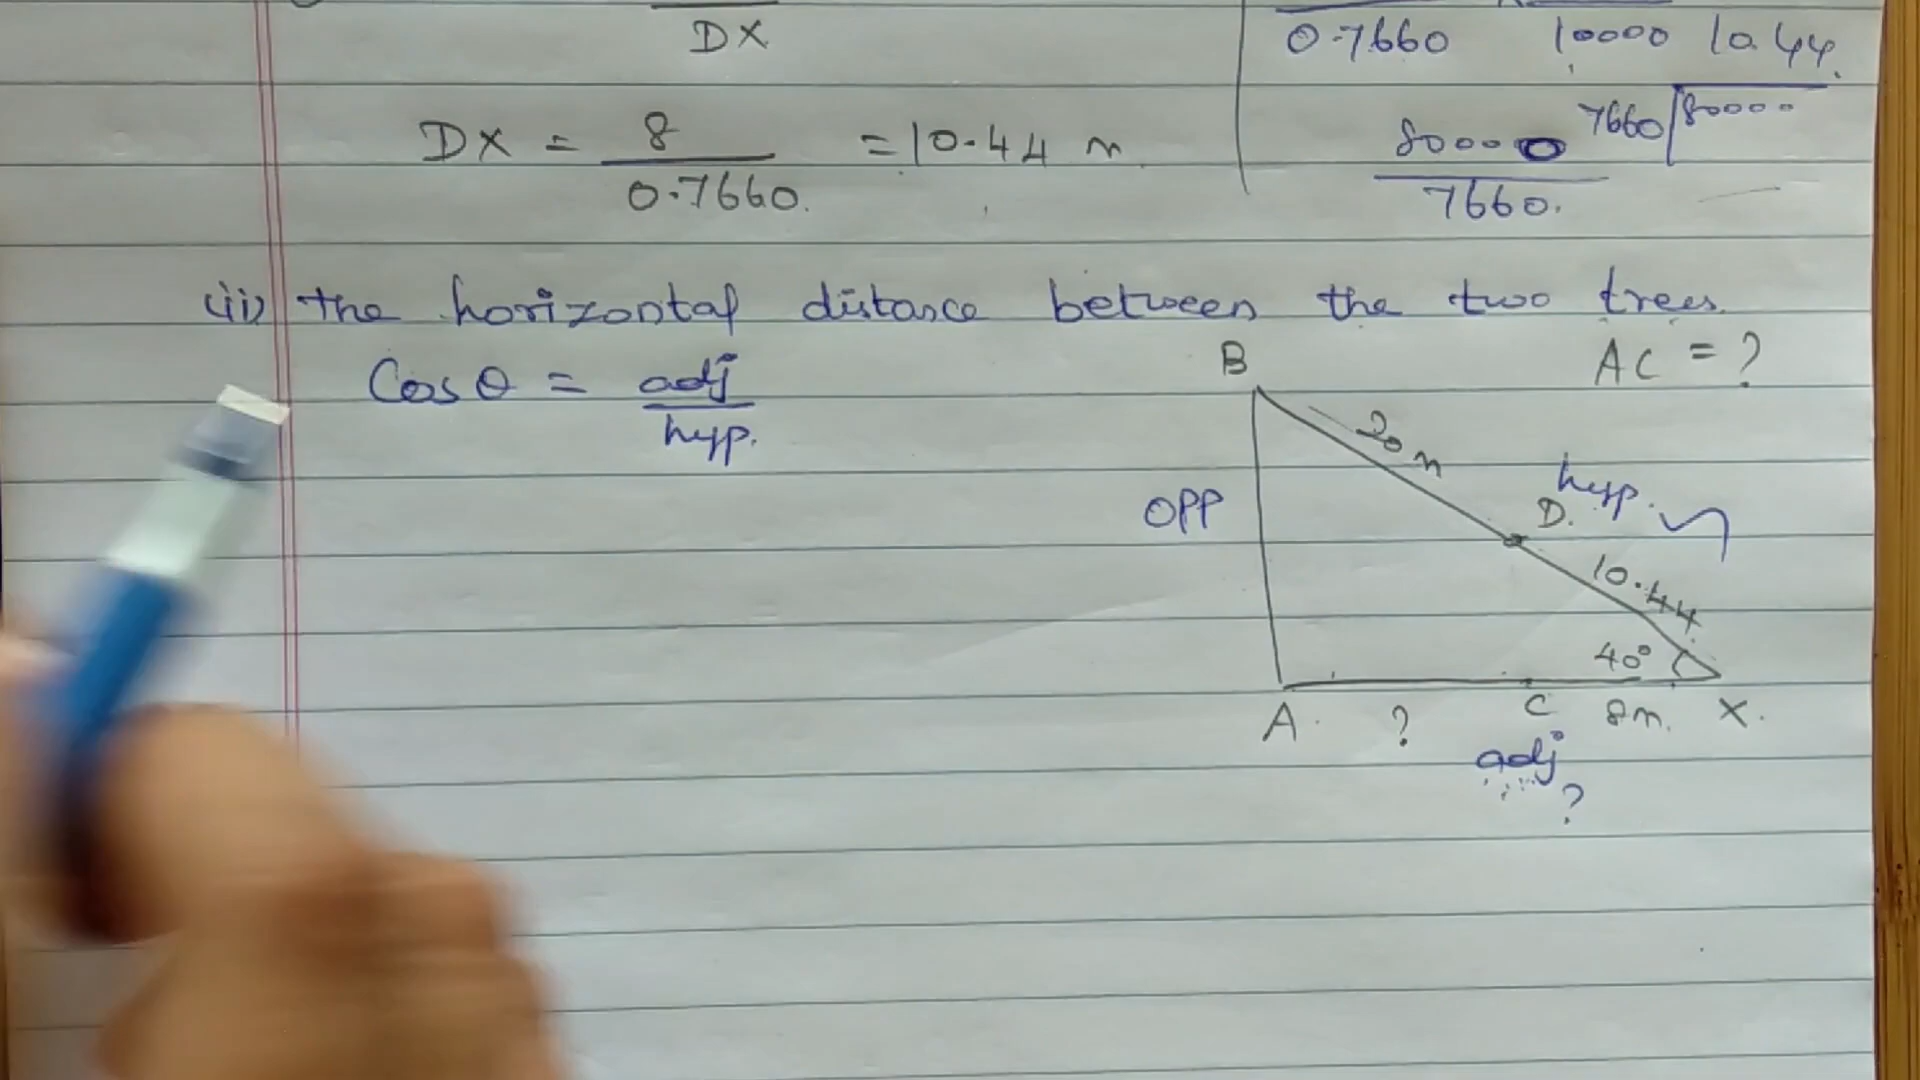 DX
0.7660 10000 10.44
DX = 8 / 0.7660. = 10.44 m
80000 / 7660.
7660 80000
(ii) the horizontal distance between the two trees.
AC = ?
Cos θ = adj / hyp.
B
20 m
hyp.
OPP
D.
10.44
40°
A ? C 8m. X.
adj
?